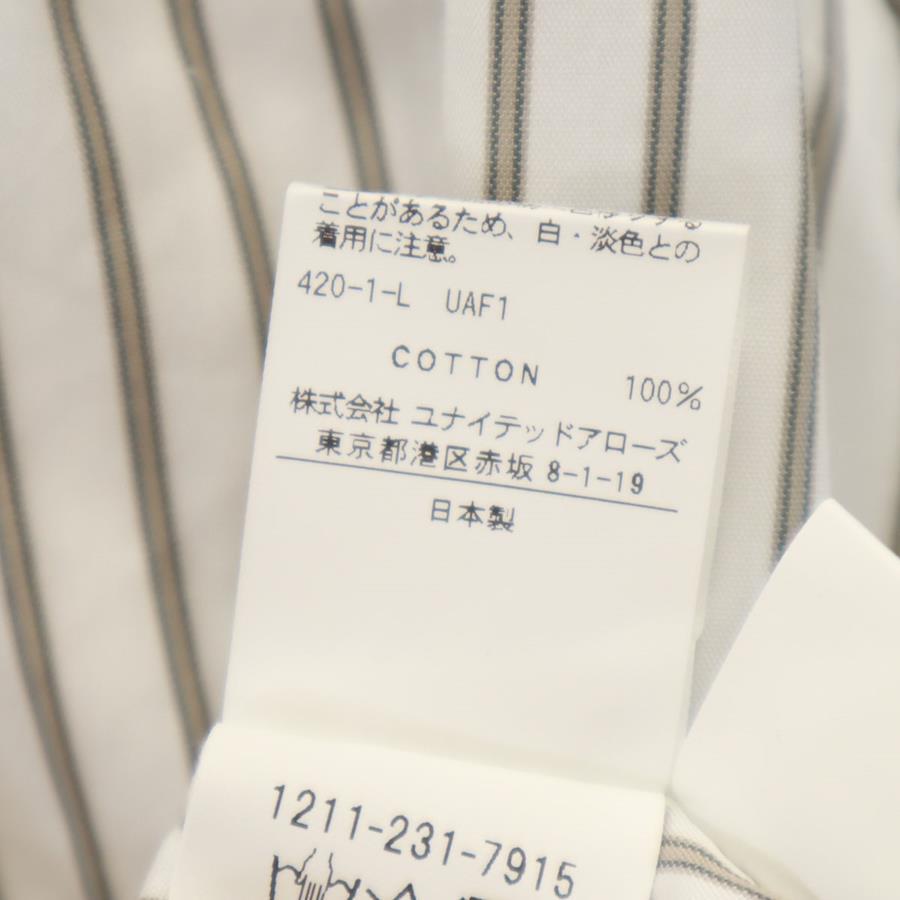 ことがあるため、白・淡色との
着用に注意。
420-1-L UAF1
COTTON 100%
株式会社 ユナイテッドアローズ
東京都港区赤坂 8-1-19
日本製
1211-231-7915